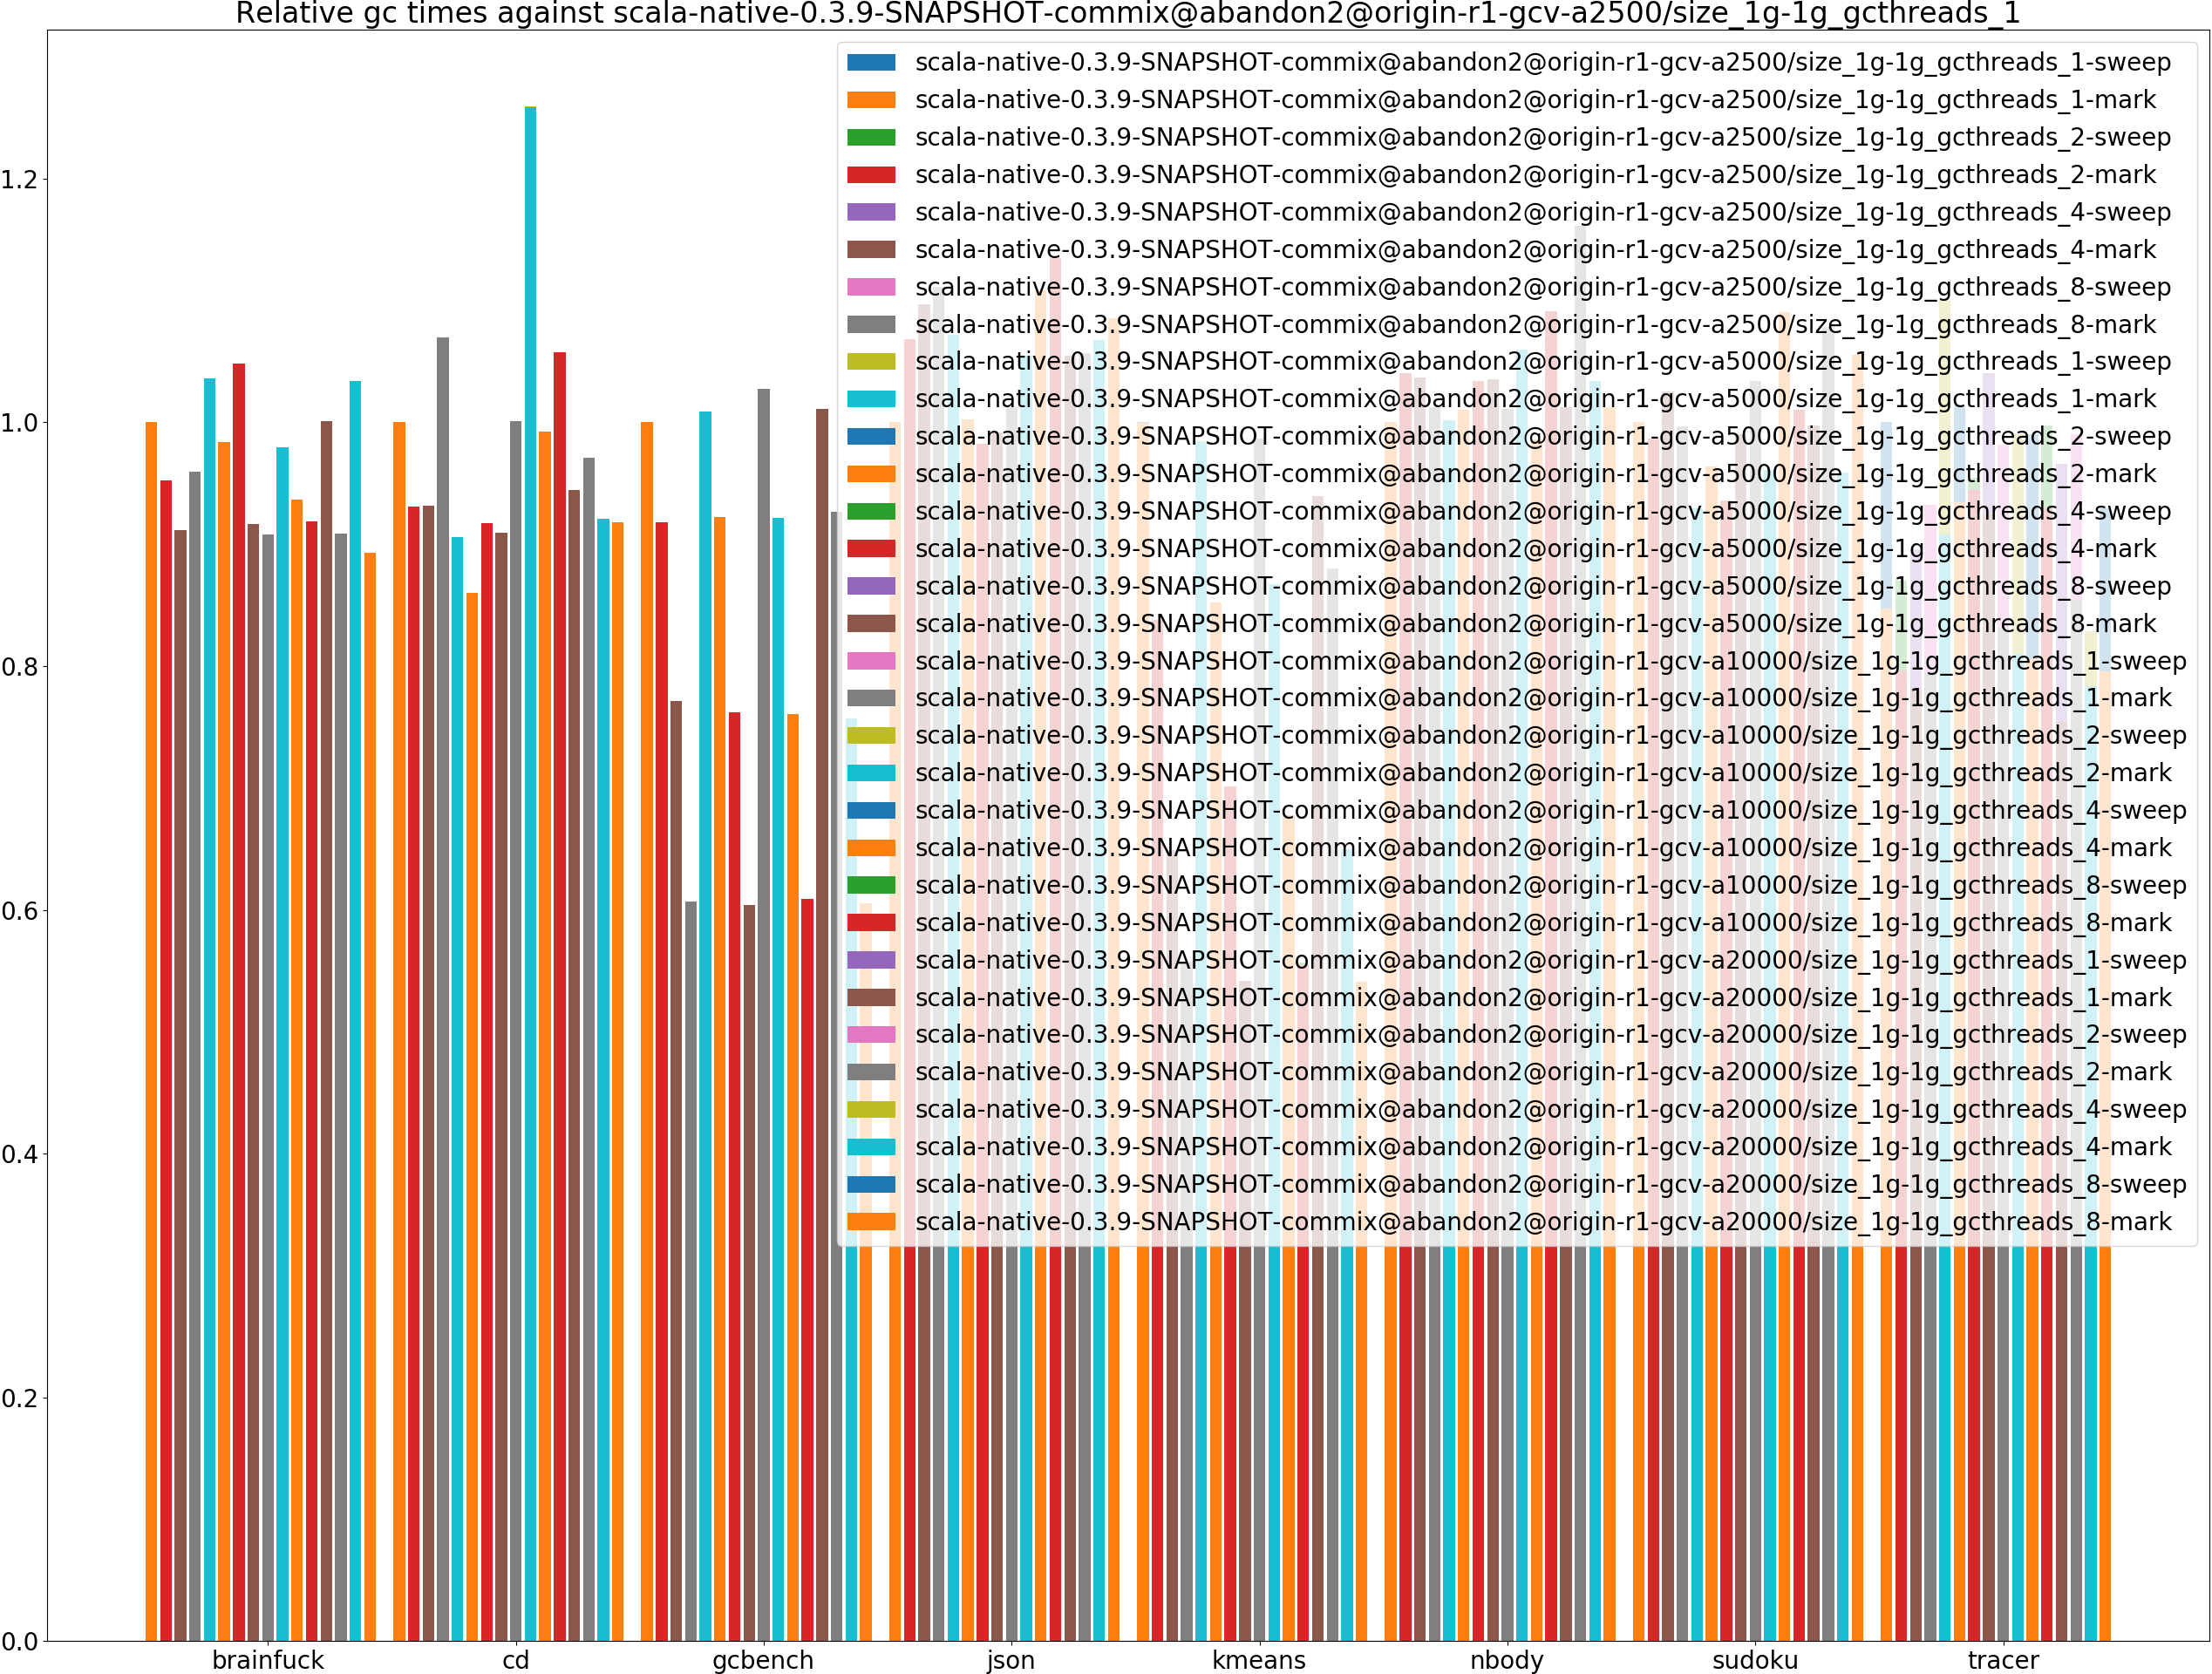 Relative gc times against scala-native-0.3.9-SNAPSHOT-commix@abandon2@origin-r1-gcv-a2500/size_1g-1g_gcthreads_1
scala-native-0.3.9-SNAPSHOT-commix@abandon2@origin-r1-gcv-a2500/size_1g-1g_gcthreads_1-sweep
scala-native-0.3.9-SNAPSHOT-commix@abandon2@origin-r1-gcv-a2500/size_1g-1g_gcthreads_1-mark
scala-native-0.3.9-SNAPSHOT-commix@abandon2@origin-r1-gcv-a2500/size_1g-1g_gcthreads_2-sweep
scala-native-0.3.9-SNAPSHOT-commix@abandon2@origin-r1-gcv-a2500/size_1g-1g_gcthreads_2-mark
scala-native-0.3.9-SNAPSHOT-commix@abandon2@origin-r1-gcv-a2500/size_1g-1g_gcthreads_4-sweep
scala-native-0.3.9-SNAPSHOT-commix@abandon2@origin-r1-gcv-a2500/size_1g-1g_gcthreads_4-mark
scala-native-0.3.9-SNAPSHOT-commix@abandon2@origin-r1-gcv-a2500/size_1g-1g_gcthreads_8-sweep
scala-native-0.3.9-SNAPSHOT-commix@abandon2@origin-r1-gcv-a2500/size_1g-1g_gcthreads_8-mark
scala-native-0.3.9-SNAPSHOT-commix@abandon2@origin-r1-gcv-a5000/size_1g-1g_gcthreads_1-sweep
scala-native-0.3.9-SNAPSHOT-commix@abandon2@origin-r1-gcv-a5000/size_1g-1g_gcthreads_1-mark
scala-native-0.3.9-SNAPSHOT-commix@abandon2@origin-r1-gcv-a5000/size_1g-1g_gcthreads_2-sweep
scala-native-0.3.9-SNAPSHOT-commix@abandon2@origin-r1-gcv-a5000/size_1g-1g_gcthreads_2-mark
scala-native-0.3.9-SNAPSHOT-commix@abandon2@origin-r1-gcv-a5000/size_1g-1g_gcthreads_4-sweep
scala-native-0.3.9-SNAPSHOT-commix@abandon2@origin-r1-gcv-a5000/size_1g-1g_gcthreads_4-mark
scala-native-0.3.9-SNAPSHOT-commix@abandon2@origin-r1-gcv-a5000/size_1g-1g_gcthreads_8-sweep
scala-native-0.3.9-SNAPSHOT-commix@abandon2@origin-r1-gcv-a5000/size_1g-1g_gcthreads_8-mark
scala-native-0.3.9-SNAPSHOT-commix@abandon2@origin-r1-gcv-a10000/size_1g-1g_gcthreads_1-sweep
scala-native-0.3.9-SNAPSHOT-commix@abandon2@origin-r1-gcv-a10000/size_1g-1g_gcthreads_1-mark
scala-native-0.3.9-SNAPSHOT-commix@abandon2@origin-r1-gcv-a10000/size_1g-1g_gcthreads_2-sweep
scala-native-0.3.9-SNAPSHOT-commix@abandon2@origin-r1-gcv-a10000/size_1g-1g_gcthreads_2-mark
scala-native-0.3.9-SNAPSHOT-commix@abandon2@origin-r1-gcv-a10000/size_1g-1g_gcthreads_4-sweep
scala-native-0.3.9-SNAPSHOT-commix@abandon2@origin-r1-gcv-a10000/size_1g-1g_gcthreads_4-mark
scala-native-0.3.9-SNAPSHOT-commix@abandon2@origin-r1-gcv-a10000/size_1g-1g_gcthreads_8-sweep
scala-native-0.3.9-SNAPSHOT-commix@abandon2@origin-r1-gcv-a10000/size_1g-1g_gcthreads_8-mark
scala-native-0.3.9-SNAPSHOT-commix@abandon2@origin-r1-gcv-a20000/size_1g-1g_gcthreads_1-sweep
scala-native-0.3.9-SNAPSHOT-commix@abandon2@origin-r1-gcv-a20000/size_1g-1g_gcthreads_1-mark
scala-native-0.3.9-SNAPSHOT-commix@abandon2@origin-r1-gcv-a20000/size_1g-1g_gcthreads_2-sweep
scala-native-0.3.9-SNAPSHOT-commix@abandon2@origin-r1-gcv-a20000/size_1g-1g_gcthreads_2-mark
scala-native-0.3.9-SNAPSHOT-commix@abandon2@origin-r1-gcv-a20000/size_1g-1g_gcthreads_4-sweep
scala-native-0.3.9-SNAPSHOT-commix@abandon2@origin-r1-gcv-a20000/size_1g-1g_gcthreads_4-mark
scala-native-0.3.9-SNAPSHOT-commix@abandon2@origin-r1-gcv-a20000/size_1g-1g_gcthreads_8-sweep
scala-native-0.3.9-SNAPSHOT-commix@abandon2@origin-r1-gcv-a20000/size_1g-1g_gcthreads_8-mark
1.2
1.0
0.8
0.6
0.4
0.2
0.0
brainfuck cd gcbench json kmeans nbody sudoku tracer